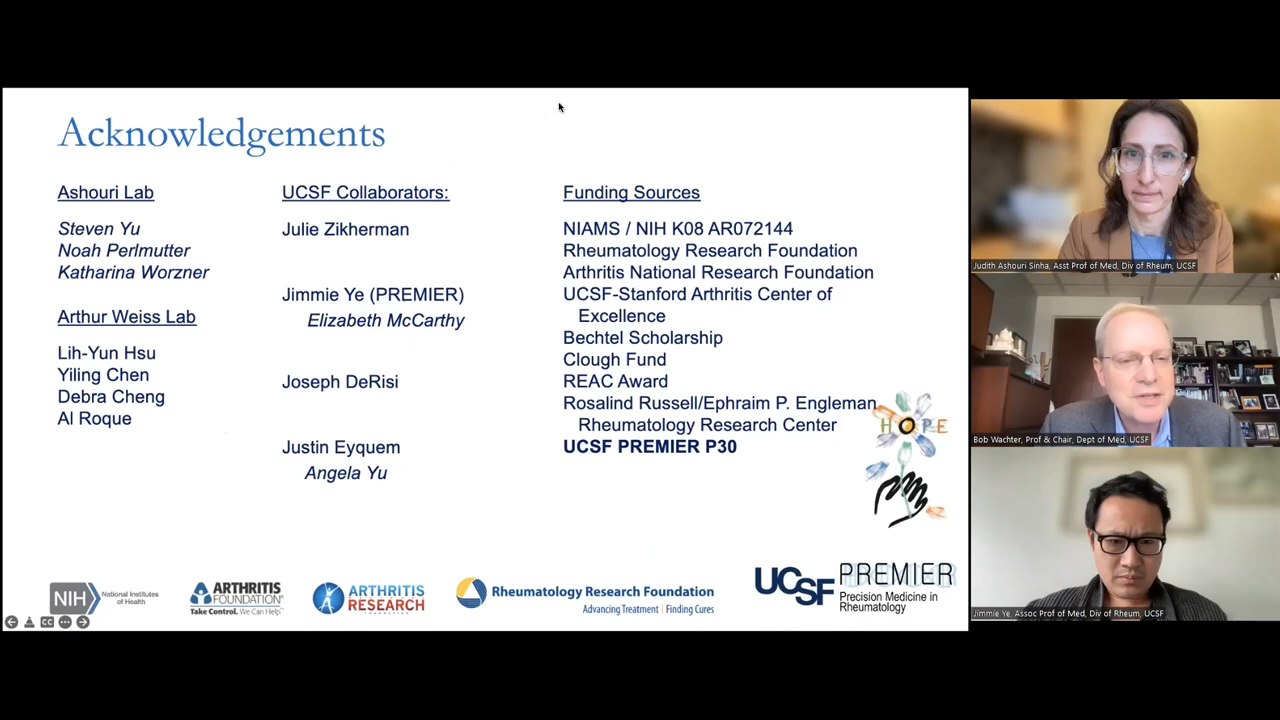 Acknowledgements
Ashouri Lab
Steven Yu
Noah Perlmutter
Katharina Worzner
Arthur Weiss Lab
Lih-Yun Hsu
Yiling Chen
Debra Cheng
Al Roque
UCSF Collaborators:
Julie Zikherman
Jimmie Ye (PREMIER)
Elizabeth McCarthy
Joseph DeRisi
Justin Eyquem
Angela Yu
Funding Sources
NIAMS / NIH K08 AR072144
Rheumatology Research Foundation
Arthritis National Research Foundation
UCSF-Stanford Arthritis Center of
Excellence
Bechtel Scholarship
Clough Fund
REAC Award
Rosalind Russell/Ephraim P. Engleman
Rheumatology Research Center
UCSF PREMIER P30
HOPE
NIH National Institutes
of Health
ARTHRITIS
FOUNDATION
Take Control. We Can Help
ARTHRITIS
RESEARCH
Rheumatology Research Foundation
Advancing Treatment | Finding Cures
UCSF PREMIER
Precision Medicine in
Rheumatology
CC
Judith Ashouri Sinha, Asst Prof of Med, Div of Rheum, UCSF
Bob Wachter, Prof & Chair, Dept of Med, UCSF
Jimmie Ye, Assoc Prof of Med, Div of Rheum, UCSF